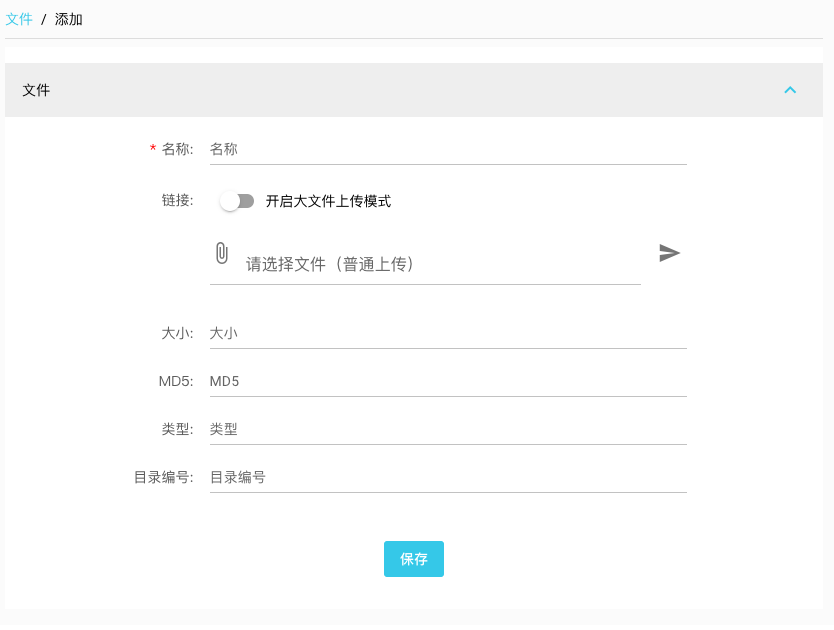 文件 / 添加
文件
* 名称: 名称
链接: 开启大文件上传模式
请选择文件（普通上传）
大小: 大小
MD5: MD5
类型: 类型
目录编号: 目录编号
保存